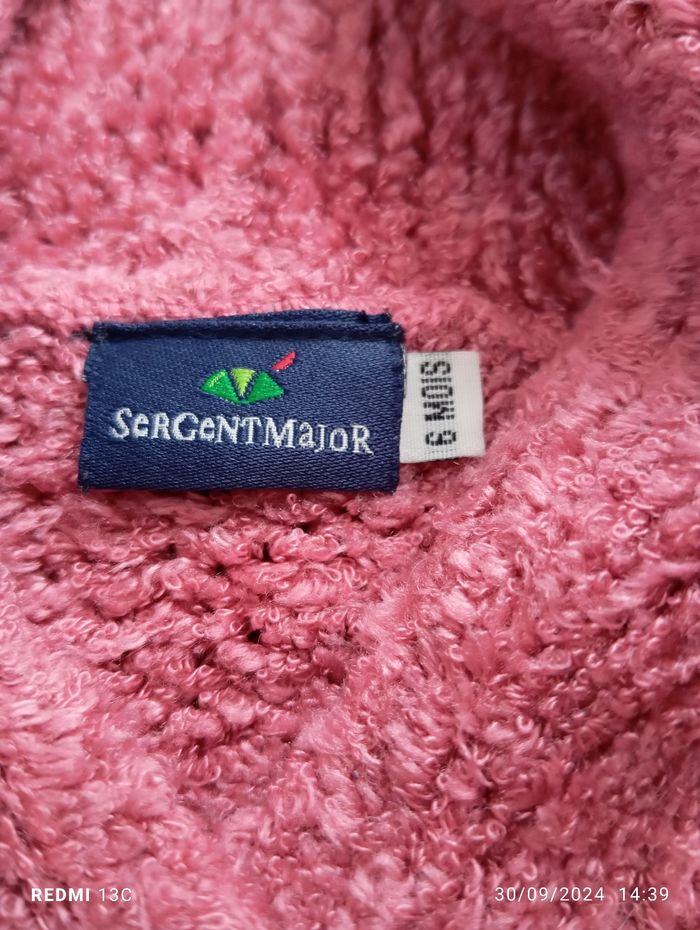 SeRGeNTMajoR
6 MOIS
REDMI 13C
30/09/2024 14:39